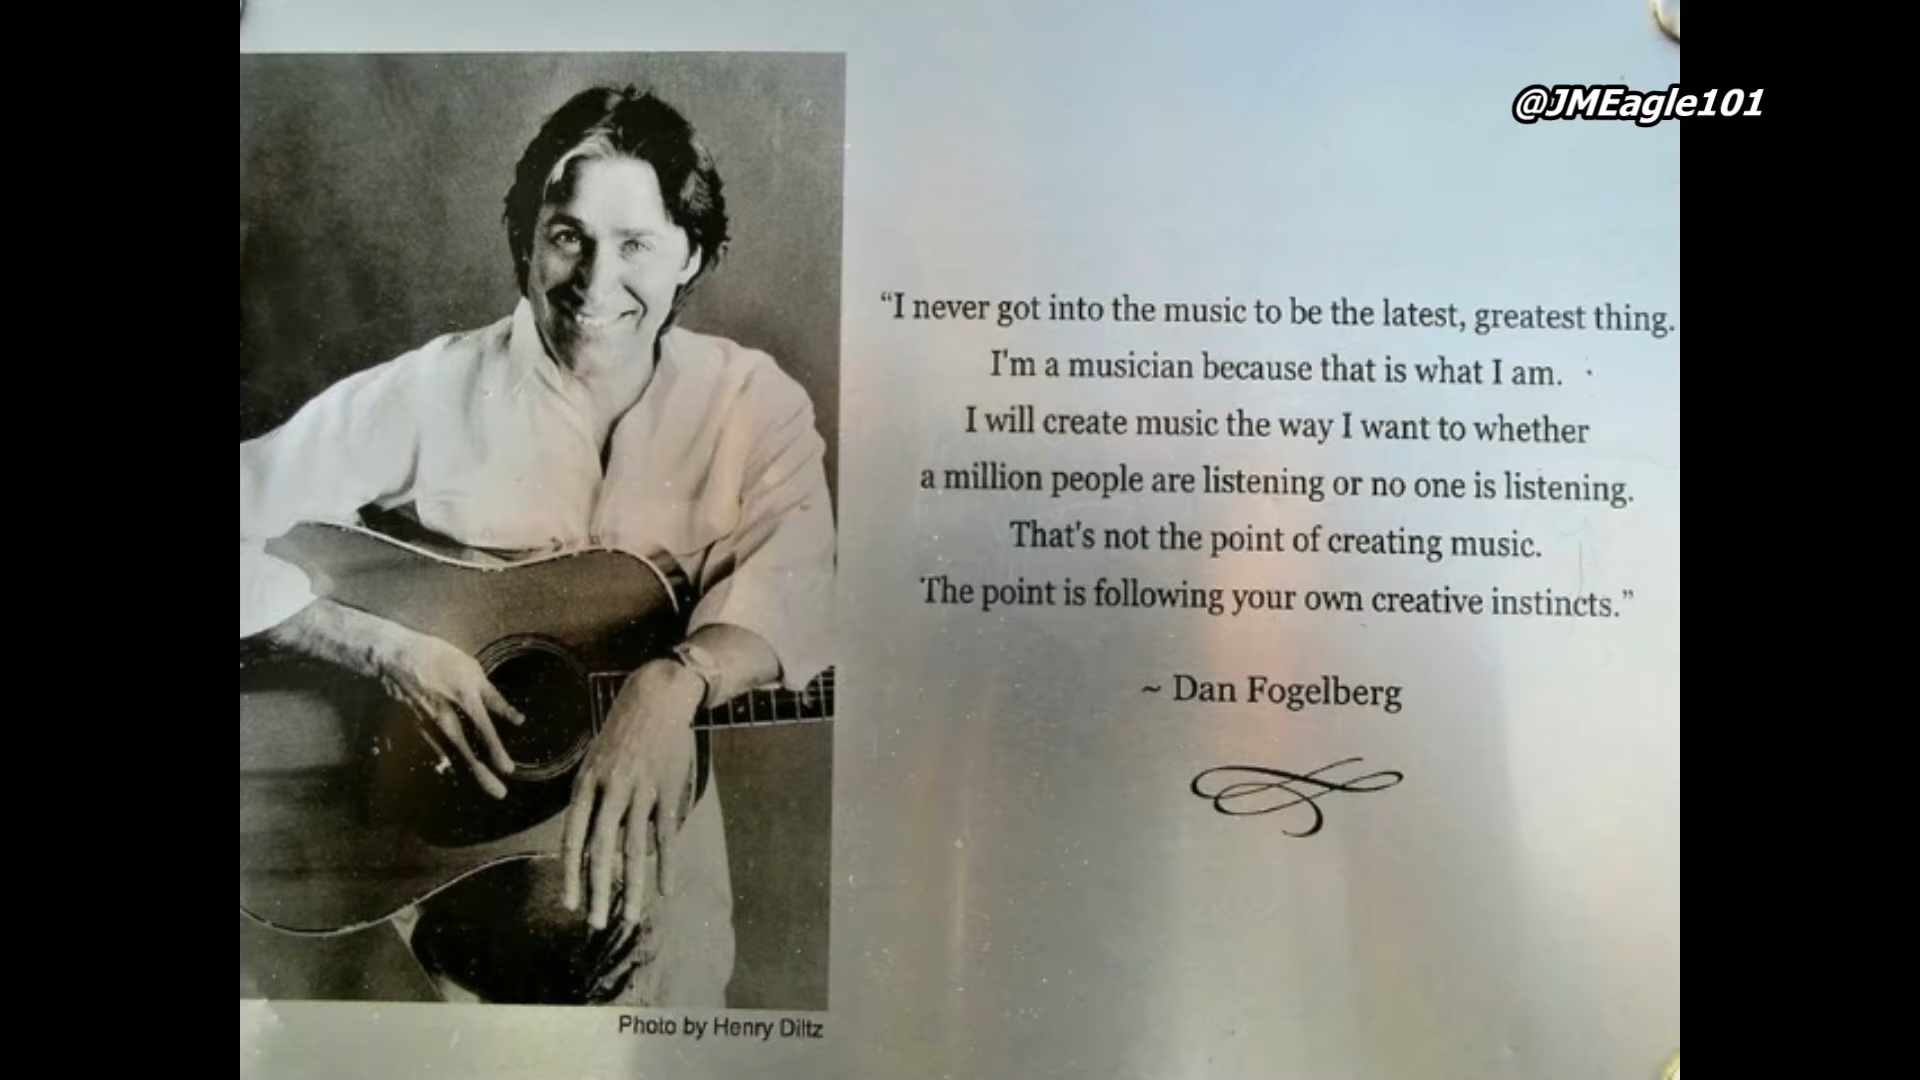 @JMEagle101
“I never got into the music to be the latest, greatest thing.
I'm a musician because that is what I am.
I will create music the way I want to whether
a million people are listening or no one is listening.
That's not the point of creating music.
The point is following your own creative instincts.”
~ Dan Fogelberg
Photo by Henry Diltz